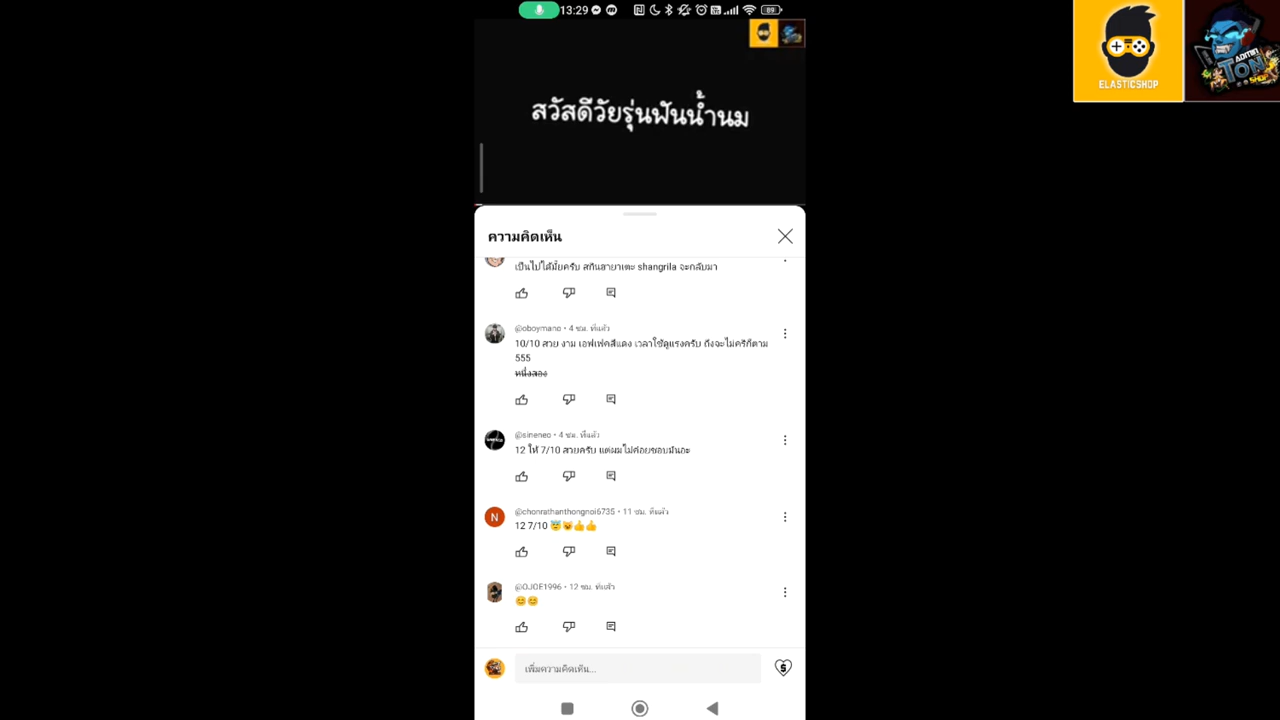 13:29
89
สวัสดีวัยรุ่นฟันน้ำนม
ELASTICSHOP
ADMIN
TON
SHOP
ความคิดเห็น
เป็นไปได้มั้ยครับ สกินฮายาเตะ shangrila จะกลับมา
@oboymano • 4 ชม. ที่แล้ว
10/10 สวย งาม เอฟเฟคสีแดง เวลาใช้ดูแรงครับ ถึงจะไม่คริก็ตาม
555
หนึ่งสอง
@sineneo • 4 ชม. ที่แล้ว
12 ให้ 7/10 สวยครับ แต่ผมไม่ค่อยชอบมันอะ
N
@chonrathanthongnoi6735 • 11 ชม. ที่แล้ว
12 7/10 😇😺👍👍
@OJOE1996 • 12 ชม. ที่แล้ว
😊😊
เพิ่มความคิดเห็น...